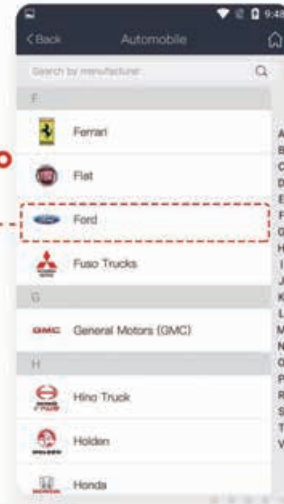 9:48
< Back Automobile
Search by manufacturer
F
Ferrari
Fiat
Ford
Fuso Trucks
G
GMC General Motors (GMC)
H
Hino Truck
Holden
Honda
A
B
C
D
E
F
G
H
I
J
K
L
M
N
O
P
R
S
T
V